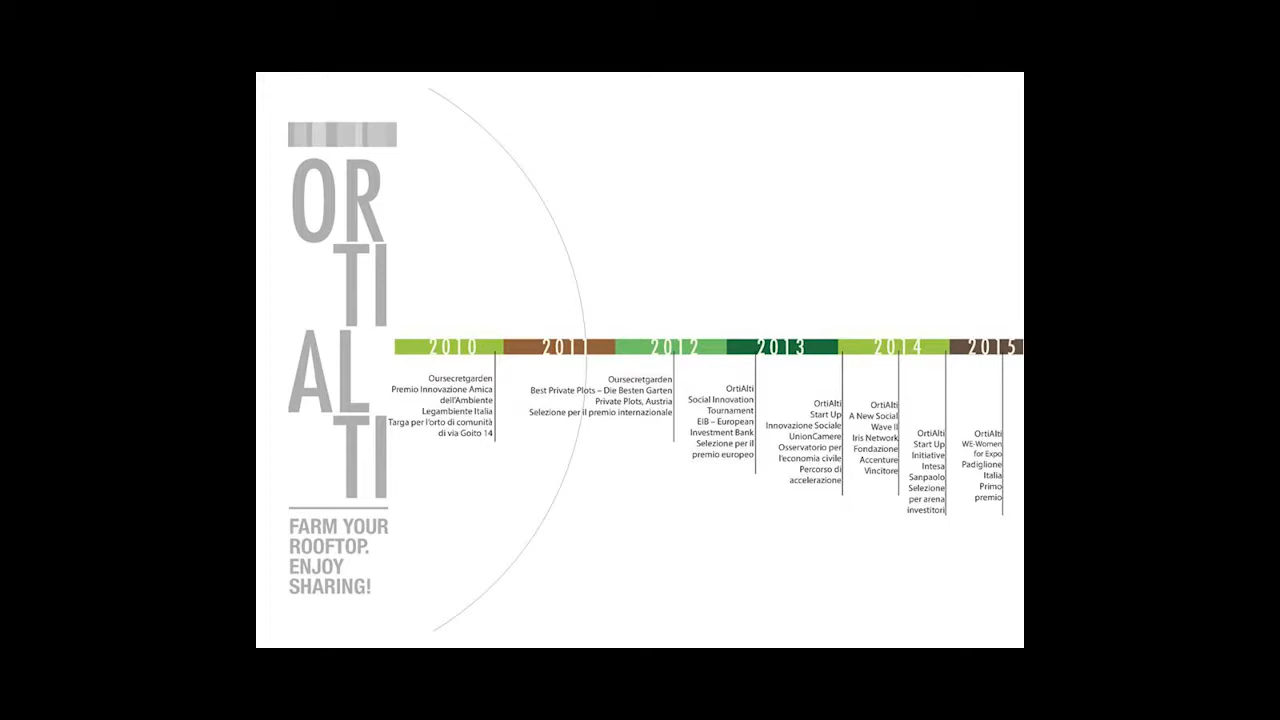 OR
TI
AL
TI
FARM YOUR
ROOFTOP.
ENJOY
SHARING!
2010 2011 2012 2013 2014 2015
Oursecretgarden
Premio Innovazione Amica
dell'Ambiente
Legambiente Italia
Targa per l'orto di comunità
di via Goito 14
Oursecretgarden
Best Private Plots – Die Besten Garten
Private Plots, Austria
Selezione per il premio internazionale
OrtiAlti
Social Innovation
Tournament
EIB – European
Investment Bank
Selezione per il
premio europeo
OrtiAlti
Start Up
Innovazione Sociale
UnionCamere
Osservatorio per
l'economia civile
Percorso di
accelerazione
OrtiAlti
A New Social
Wave II
Iris Network
Fondazione
Accenture
Vincitore
OrtiAlti
Start Up
Initiative
Intesa
Sanpaolo
Selezione
per arena
investitori
OrtiAlti
WE-Women
for Expo
Padiglione
Italia
Primo
premio